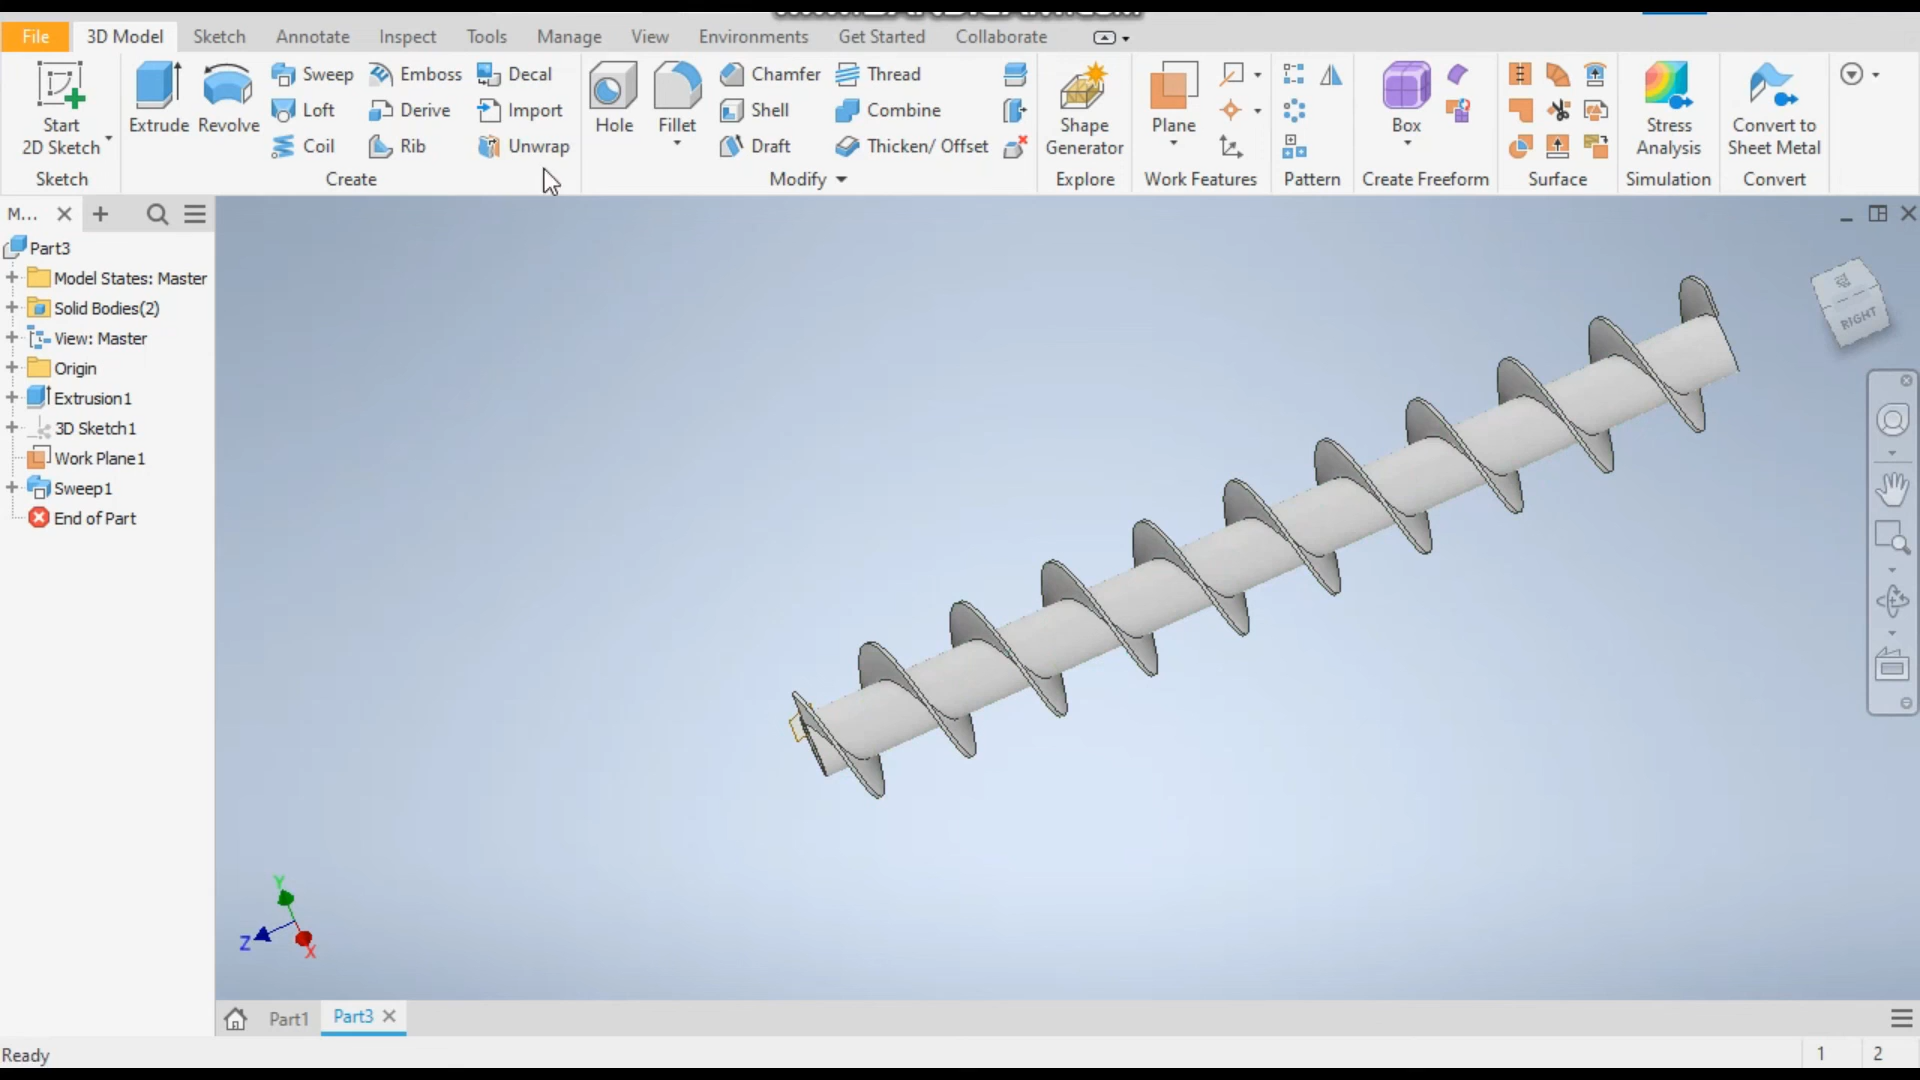 File 3D Model Sketch Annotate Inspect Tools Manage View Environments Get Started Collaborate
Start
2D Sketch
Extrude
Revolve
Sweep
Loft
Coil
Emboss
Derive
Rib
Decal
Import
Unwrap
Hole
Fillet
Chamfer
Shell
Draft
Thread
Combine
Thicken/ Offset
Shape
Generator
Plane
Box
Stress
Analysis
Convert to
Sheet Metal
Sketch Create Modify Explore Work Features Pattern Create Freeform Surface Simulation Convert
M...
Part3
Model States: Master
Solid Bodies(2)
View: Master
Origin
Extrusion1
3D Sketch1
Work Plane1
Sweep1
End of Part
RIGHT
Y
Z
X
Part1 Part3
Ready
1 2